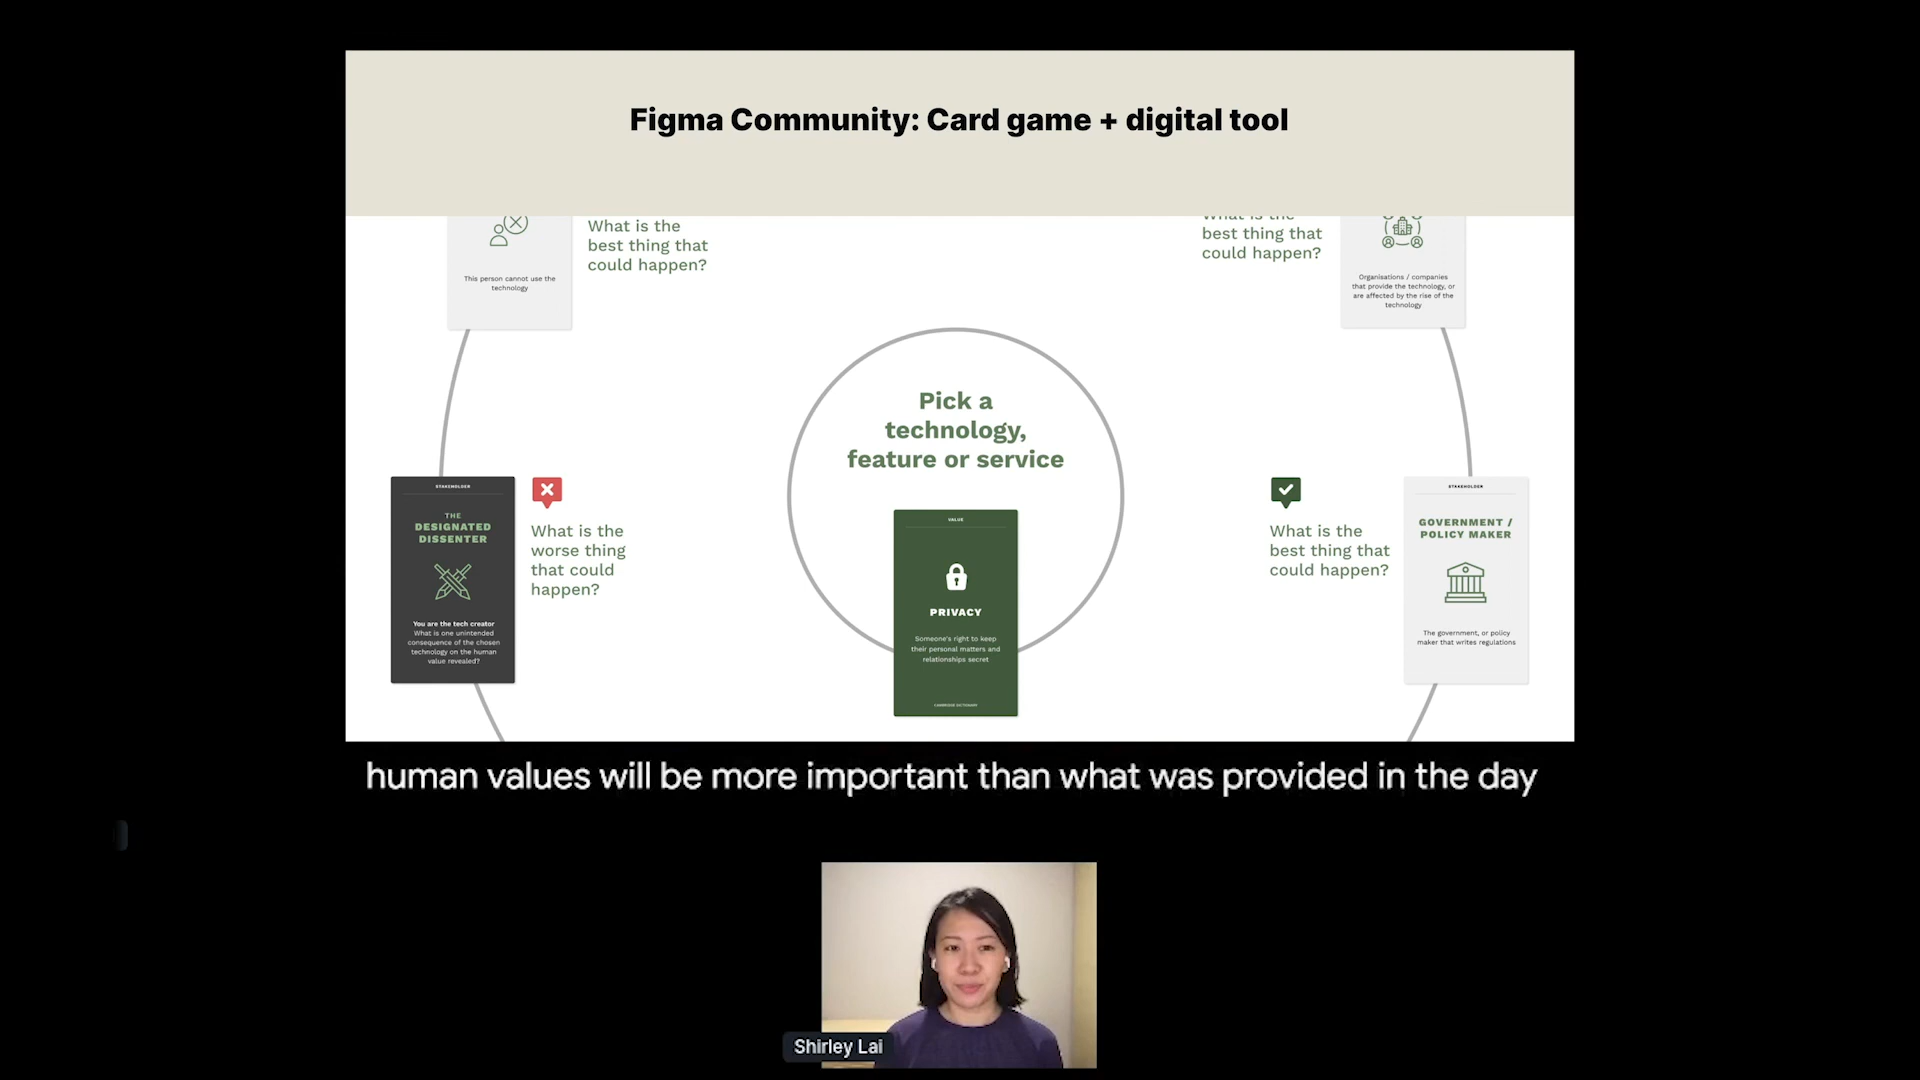 Figma Community: Card game + digital tool
This person cannot use the
technology
What is the
best thing that
could happen?
What is the
best thing that
could happen?
Organisations / companies
that provide the technology, or
are affected by the rise of the
technology
Pick a
technology,
feature or service
STAKEHOLDER
THE
DESIGNATED
DISSENTER
You are the tech creator
What is one unintended
consequence of the chosen
technology on the human
value revealed?
What is the
worse thing
that could
happen?
VALUE
PRIVACY
Someone's right to keep
their personal matters and
relationships secret
CAMBRIDGE DICTIONARY
What is the
best thing that
could happen?
STAKEHOLDER
GOVERNMENT /
POLICY MAKER
The government, or policy
maker that writes regulations
human values will be more important than what was provided in the day
Shirley Lai